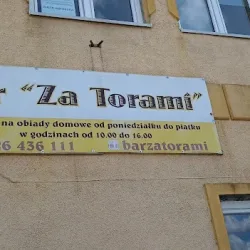 r "Za Torami"
na obiady domowe od poniedziałku do piątku
w godzinach od 10.00 do 16.00
6 436 111 barzatorami